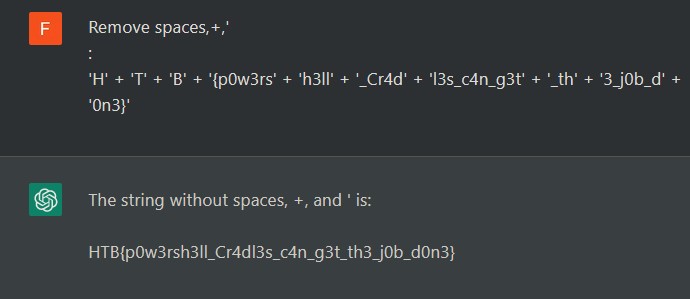 F
Remove spaces,+,'
:
'H' + 'T' + 'B' + '{p0w3rs' + 'h3ll' + '_Cr4d' + 'l3s_c4n_g3t' + '_th' + '3_j0b_d' +
'0n3}'
The string without spaces, +, and ' is:
HTB{p0w3rsh3ll_Cr4dl3s_c4n_g3t_th3_j0b_d0n3}